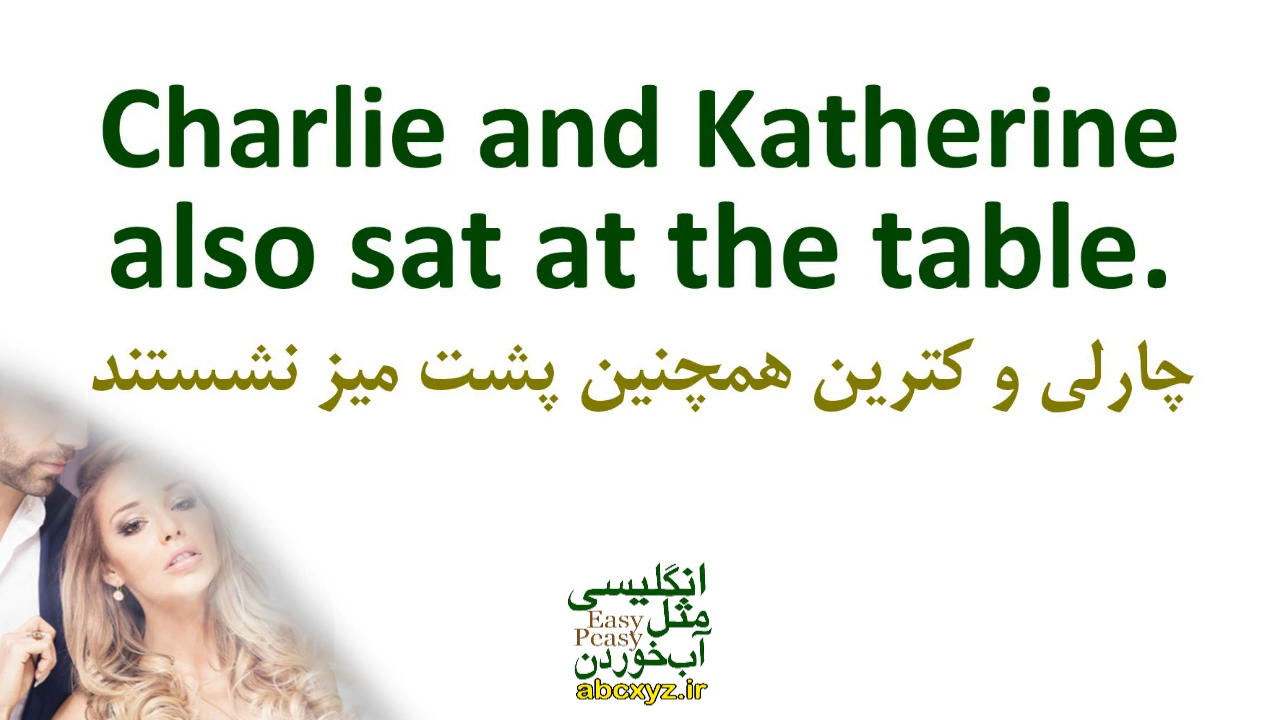 Charlie and Katherine
also sat at the table.
چارلی و کترین همچنین پشت میز نشستند
انگلیسی
مثل
Easy
Peasy
آب‌خوردن
abcxyz.ir